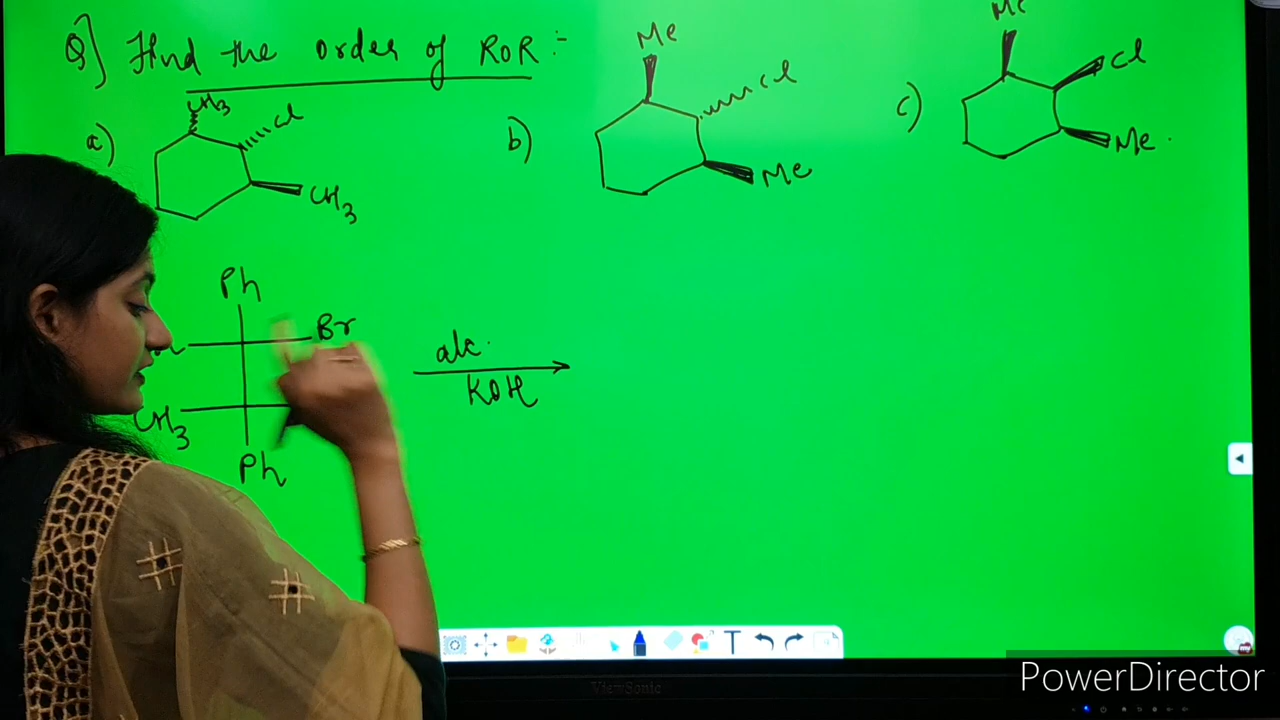 Q] Find the order of ROR :-
a)
CH3
Cl
CH3
b)
Me
Cl
Me
c)
Me
Cl
Me.
Ph
Br
CH3
Ph
alc.
KOH
T
ViewSonic
PowerDirector